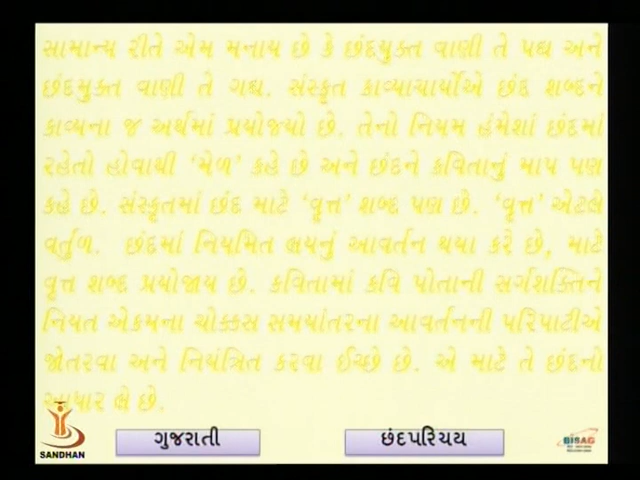 સામાન્ય રીતે એમ મનાય છે કે છંદયુક્ત વાણી તે પદ્ય અને
છંદમુક્ત વાણી તે ગદ્ય. સંસ્કૃત કાવ્યાચાર્યોએ છંદ શબ્દને
કાવ્યના જ અર્થમાં પ્રયોજ્યો છે. તેનો નિયમ હંમેશાં છંદમાં
રહેતો હોવાથી ‘મેળ’ કહે છે અને છંદને કવિતાનું માપ પણ
કહે છે. સંસ્કૃતમાં છંદ માટે ‘વૃત્ત’ શબ્દ પણ છે. ‘વૃત્ત’ એટલે
વર્તુળ. છંદમાં નિયમિત લયનું આવર્તન થયા કરે છે, માટે
વૃત્ત શબ્દ પ્રયોજાય છે. કવિતામાં કવિ પોતાની સર્ગશક્તિને
નિયત એકમના ચોક્કસ સમયાંતરના આવર્તનની પરિપાટીએ
જોતરવા અને નિયંત્રિત કરવા ઈચ્છે છે. એ માટે તે છંદનો
આધાર લે છે.
SANDHAN
ગુજરાતી
છંદપરિચય
BISAG